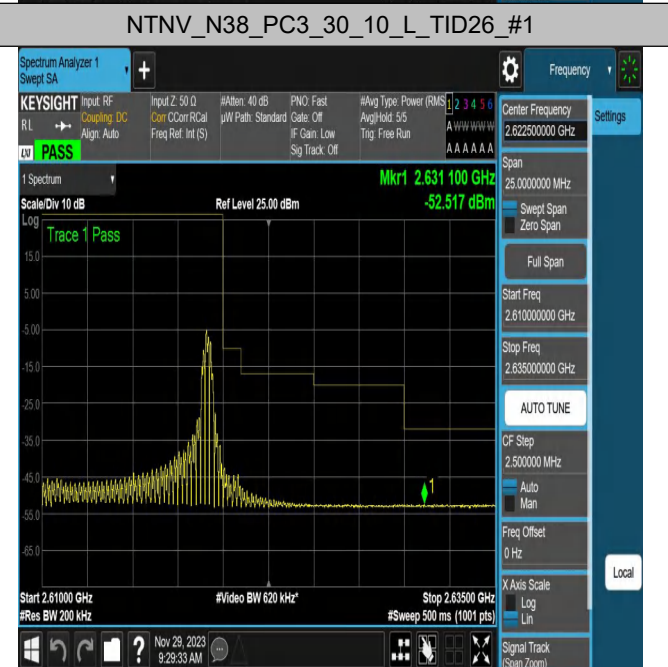 NTNV_N38_PC3_30_10_L_TID26_#1
Spectrum Analyzer 1
Swept SA
Frequency
KEYSIGHT
RL
Align: Auto
LXI
PASS
Input: RF
Coupling: DC
Input Z: 50 Ω
Corr CCorr RCal
Freq Ref: Int (S)
#Atten: 40 dB
µW Path: Standard
PNO: Fast
Gate: Off
IF Gain: Low
Sig Track: Off
#Avg Type: Power (RMS
Avg|Hold: 5/5
Trig: Free Run
1 2 3 4 5 6
A W W W W W
A A A A A A
1 Spectrum
Mkr1 2.631 100 GHz
Scale/Div 10 dB
Ref Level 25.00 dBm
-52.517 dBm
Log
Trace 1 Pass
15.0
5.00
-5.00
-15.0
-25.0
-35.0
-45.0
-55.0
-65.0
1
Start 2.61000 GHz
#Video BW 620 kHz*
Stop 2.63500 GHz
#Res BW 200 kHz
#Sweep 500 ms (1001 pts)
Nov 29, 2023
9:29:33 AM
Center Frequency
2.622500000 GHz
Settings
Span
25.0000000 MHz
Swept Span
Zero Span
Full Span
Start Freq
2.610000000 GHz
Stop Freq
2.635000000 GHz
AUTO TUNE
CF Step
2.500000 MHz
Auto
Man
Freq Offset
0 Hz
X Axis Scale
Log
Lin
Local
Signal Track
(Span Zoom)